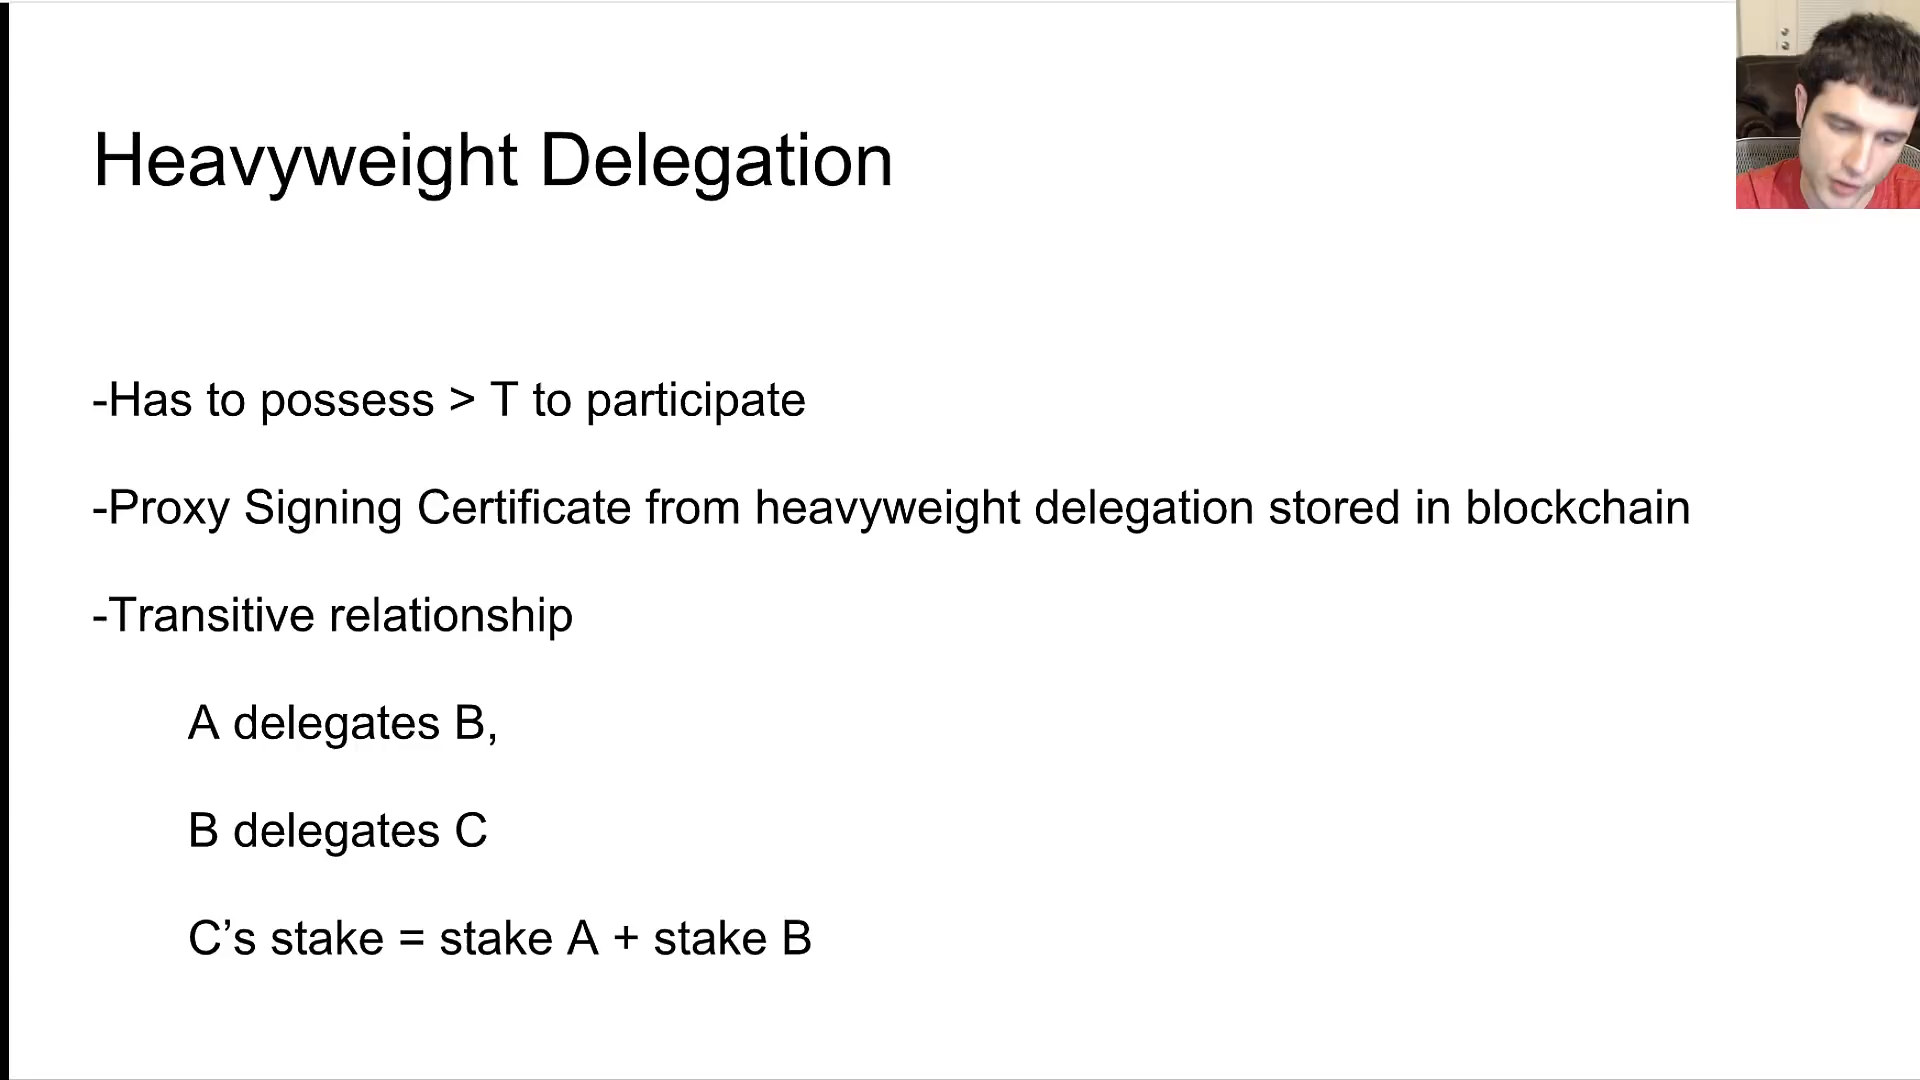 Heavyweight Delegation
-Has to possess > T to participate
-Proxy Signing Certificate from heavyweight delegation stored in blockchain
-Transitive relationship
A delegates B,
B delegates C
C’s stake = stake A + stake B